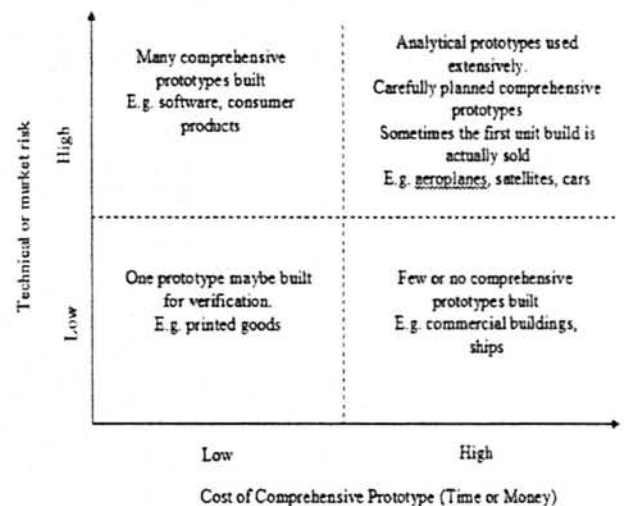 Many comprehensive
prototypes built
E.g. software, consumer
products
Analytical prototypes used
extensively.
Carefully planned comprehensive
prototypes
Sometimes the first unit build is
actually sold
E.g. aeroplanes, satellites, cars
Technical or market risk
High
Low
One prototype maybe built
for verification.
E.g. printed goods
Few or no comprehensive
prototypes built
E.g. commercial buildings,
ships
Low
High
Cost of Comprehensive Prototype (Time or Money)